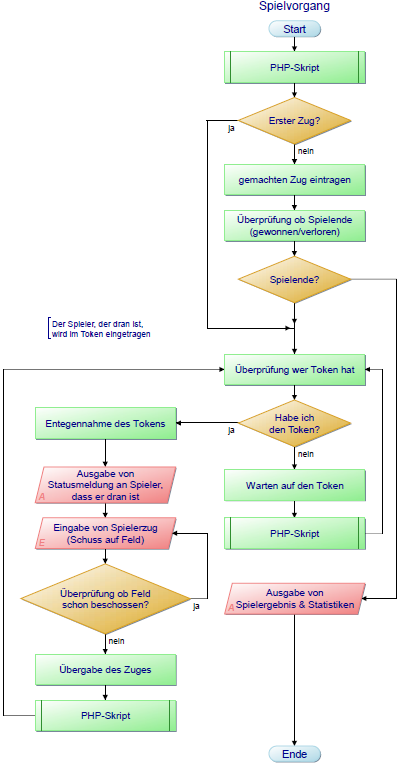 Spielvorgang
Start
PHP-Skript
Erster Zug?
ja
nein
gemachten Zug eintragen
Überprüfung ob Spielende
(gewonnen/verloren)
Spielende?
Der Spieler, der dran ist,
wird im Token eingetragen
Überprüfung wer Token hat
Habe ich
den Token?
ja
nein
Entegennahme des Tokens
Ausgabe von
Statusmeldung an Spieler,
dass er dran ist
A
Warten auf den Token
PHP-Skript
Eingabe von Spielerzug
(Schuss auf Feld)
E
Überprüfung ob Feld
schon beschossen?
ja
nein
Ausgabe von
Spielergebnis & Statistiken
A
Übergabe des Zuges
PHP-Skript
Ende